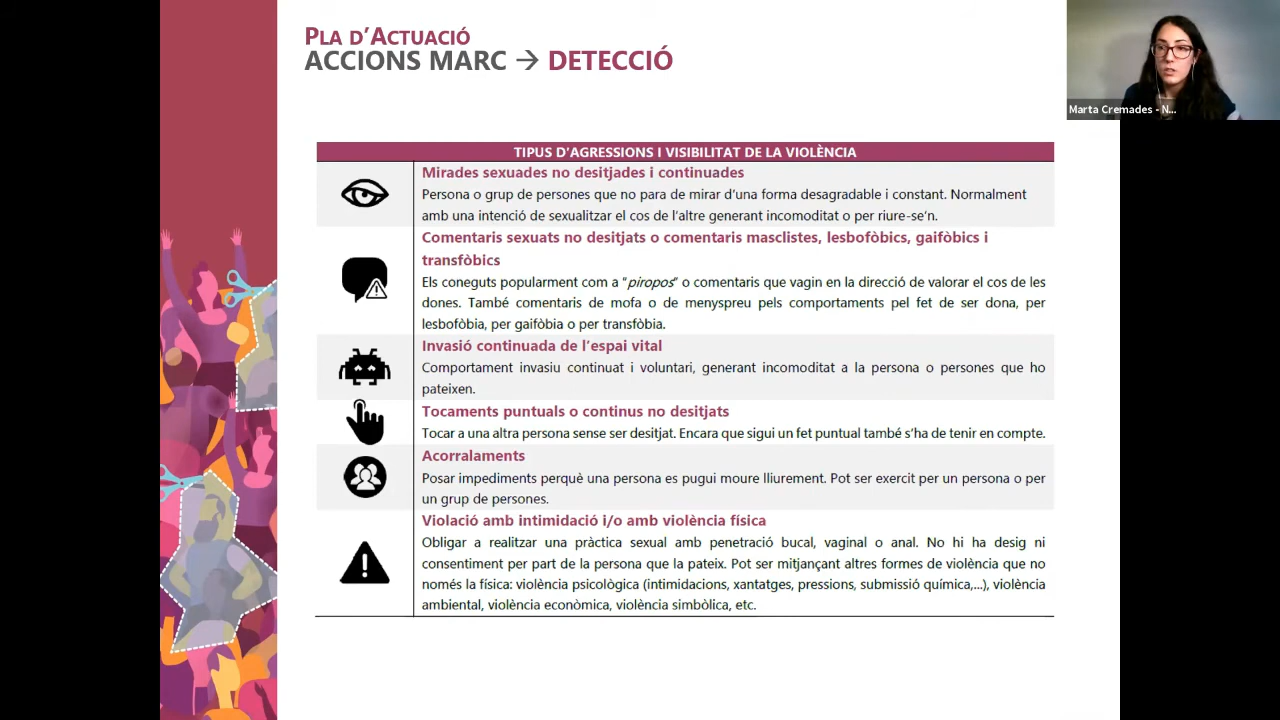 PLA D'ACTUACIÓ
ACCIONS MARC → DETECCIÓ
Marta Cremades - N...
TIPUS D'AGRESSIONS I VISIBILITAT DE LA VIOLÈNCIA
Mirades sexuades no desitjades i continuades
Persona o grup de persones que no para de mirar d'una forma desagradable i constant. Normalment
amb una intenció de sexualitzar el cos de l'altre generant incomoditat o per riure-se'n.
Comentaris sexuats no desitjats o comentaris masclistes, lesbofòbics, gaifòbics i
transfòbics
Els coneguts popularment com a "piropos" o comentaris que vagin en la direcció de valorar el cos de les
dones. També comentaris de mofa o de menyspreu pels comportaments pel fet de ser dona, per
lesbofòbia, per gaifòbia o per transfòbia.
Invasió continuada de l'espai vital
Comportament invasiu continuat i voluntari, generant incomoditat a la persona o persones que ho
pateixen.
Tocaments puntuals o continus no desitjats
Tocar a una altra persona sense ser desitjat. Encara que sigui un fet puntual també s'ha de tenir en compte.
Acorralaments
Posar impediments perquè una persona es pugui moure lliurement. Pot ser exercit per un persona o per
un grup de persones.
Violació amb intimidació i/o amb violència física
Obligar a realitzar una pràctica sexual amb penetració bucal, vaginal o anal. No hi ha desig ni
consentiment per part de la persona que la pateix. Pot ser mitjançant altres formes de violència que no
només la física: violència psicològica (intimidacions, xantatges, pressions, submissió química,...), violència
ambiental, violència econòmica, violència simbòlica, etc.